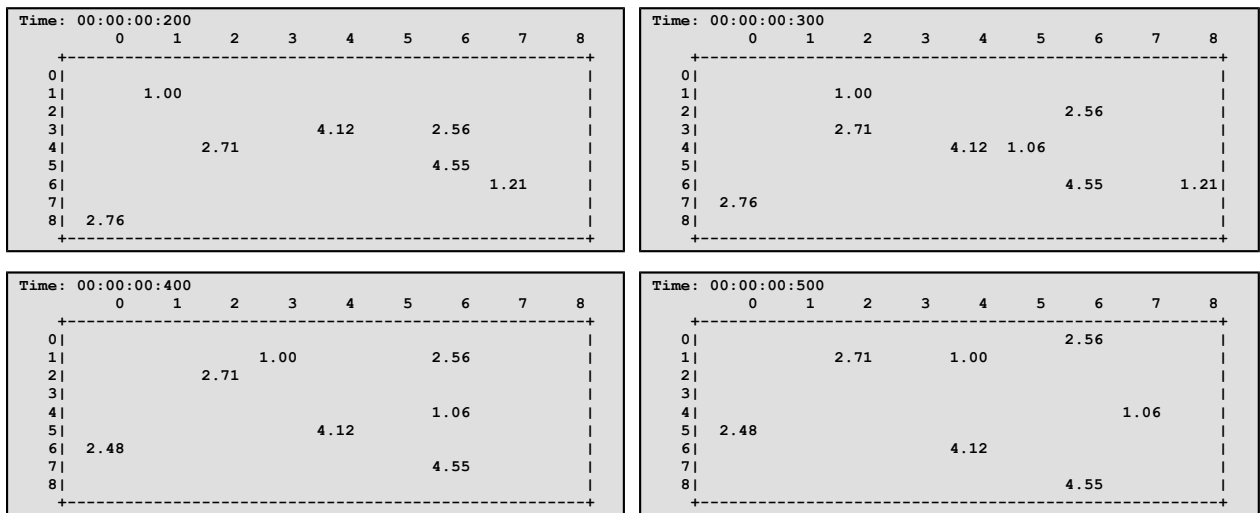 Time: 00:00:00:200
         0     1     2     3     4     5     6     7     8
    +------------------------------------------------------+
   0|                                                      |
   1|        1.00                                          |
   2|                                                      |
   3|                          4.12        2.56            |
   4|              2.71                                    |
   5|                                      4.55            |
   6|                                            1.21      |
   7|                                                      |
   8|  2.76                                                |
    +------------------------------------------------------+
Time: 00:00:00:300
         0     1     2     3     4     5     6     7     8
    +------------------------------------------------------+
   0|                                                      |
   1|              1.00                                    |
   2|                                      2.56            |
   3|              2.71                                    |
   4|                          4.12  1.06                  |
   5|                                                      |
   6|                                      4.55        1.21|
   7|  2.76                                                |
   8|                                                      |
    +------------------------------------------------------+
Time: 00:00:00:400
         0     1     2     3     4     5     6     7     8
    +------------------------------------------------------+
   0|                                                      |
   1|                    1.00              2.56            |
   2|              2.71                                    |
   3|                                                      |
   4|                                      1.06            |
   5|                          4.12                        |
   6|  2.48                                                |
   7|                                      4.55            |
   8|                                                      |
    +------------------------------------------------------+
Time: 00:00:00:500
         0     1     2     3     4     5     6     7     8
    +------------------------------------------------------+
   0|                                      2.56            |
   1|              2.71        1.00                        |
   2|                                                      |
   3|                                                      |
   4|                                            1.06      |
   5|  2.48                                                |
   6|                          4.12                        |
   7|                                                      |
   8|                                      4.55            |
    +------------------------------------------------------+